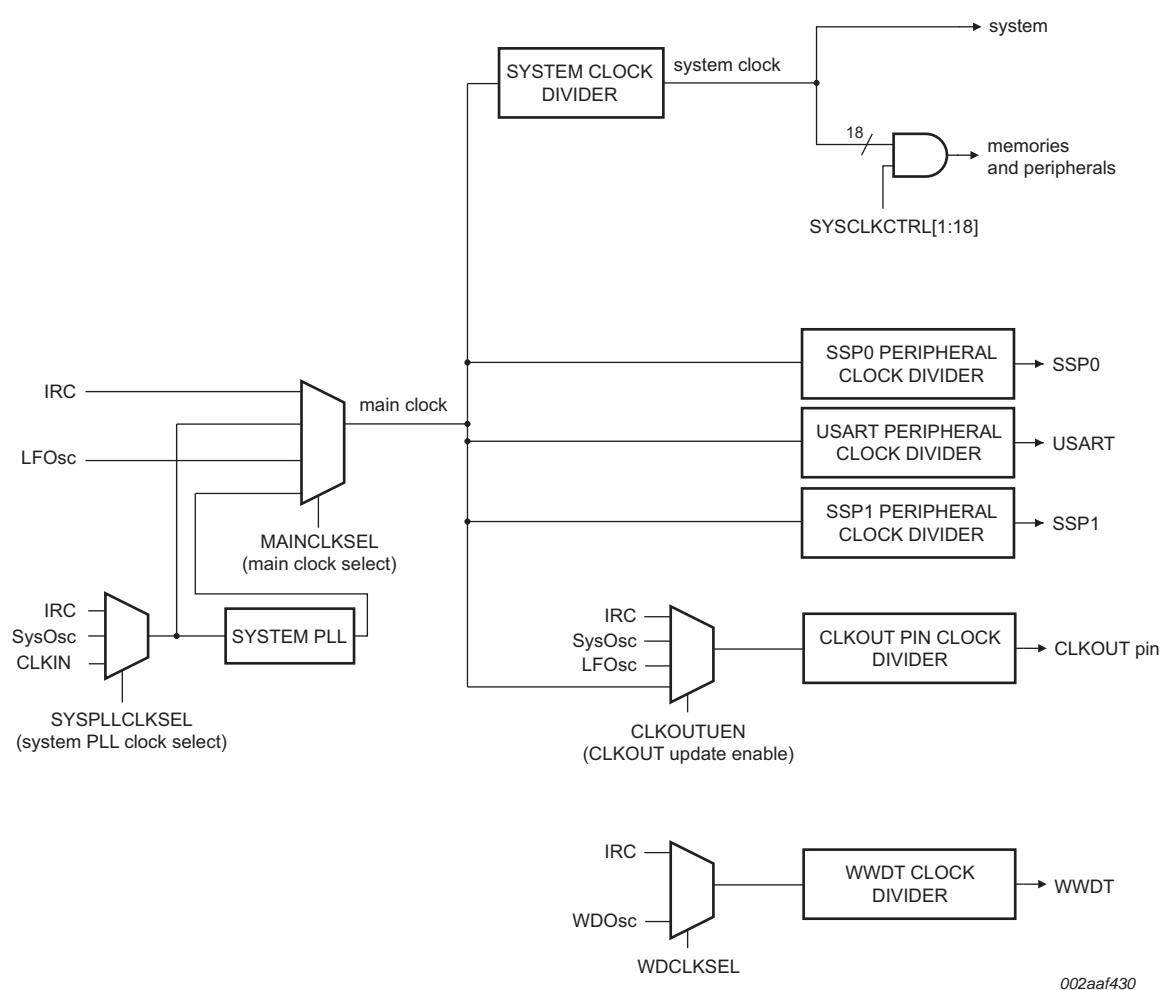 system
SYSTEM CLOCK
DIVIDER
system clock
18
memories
and peripherals
SYSCLKCTRL[1:18]
SSP0 PERIPHERAL
CLOCK DIVIDER
SSP0
IRC
main clock
USART PERIPHERAL
CLOCK DIVIDER
USART
LFOsc
SSP1 PERIPHERAL
CLOCK DIVIDER
SSP1
MAINCLKSEL
(main clock select)
IRC
SysOsc
CLKIN
SYSTEM PLL
SYSPLLCLKSEL
(system PLL clock select)
IRC
SysOsc
LFOsc
CLKOUT PIN CLOCK
DIVIDER
CLKOUT pin
CLKOUTUEN
(CLKOUT update enable)
IRC
WDOsc
WWDT CLOCK
DIVIDER
WWDT
WDCLKSEL
002aaf430